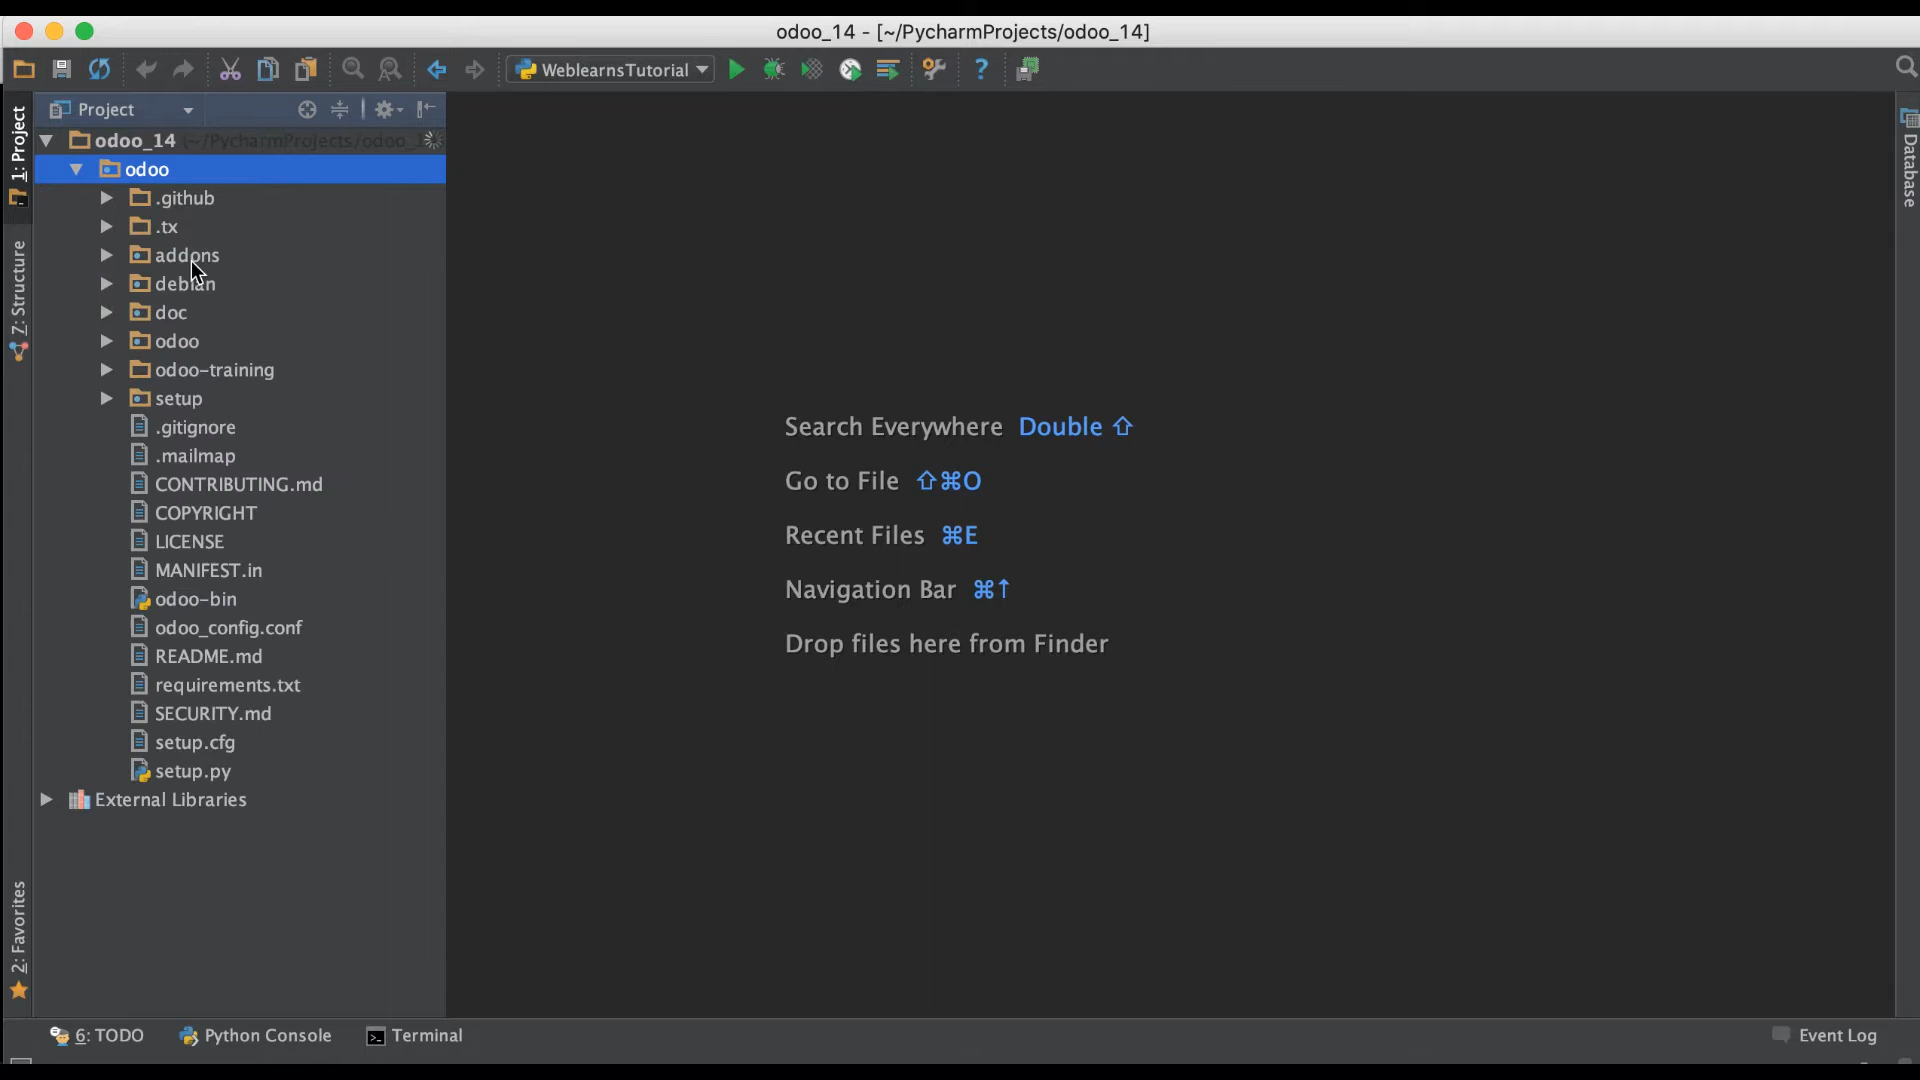 odoo_14 - [~/PycharmProjects/odoo_14]
WeblearnsTutorial
Project
1: Project
7: Structure
2: Favorites
Database
odoo_14 (~/PycharmProjects/odoo_1
odoo
.github
.tx
addons
debian
doc
odoo
odoo-training
setup
.gitignore
.mailmap
CONTRIBUTING.md
COPYRIGHT
LICENSE
MANIFEST.in
odoo-bin
odoo_config.conf
README.md
requirements.txt
SECURITY.md
setup.cfg
setup.py
External Libraries
Search Everywhere Double ⇧
Go to File ⇧⌘O
Recent Files ⌘E
Navigation Bar ⌘↑
Drop files here from Finder
6: TODO
Python Console
Terminal
Event Log